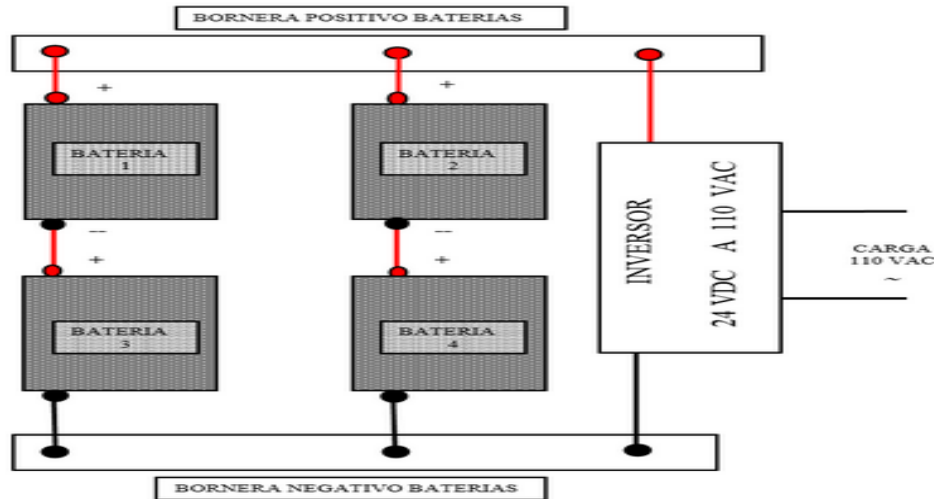 BORNERA POSITIVO BATERIAS
+
+
BATERIA
1
BATERIA
2
--
+
--
+
BATERIA
3
BATERIA
4
INVERSOR
24 VDC A 110 VAC
CARGA
110 VAC
~
BORNERA NEGATIVO BATERIAS